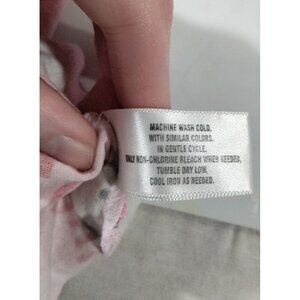 MACHINE WASH COLD,
WITH SIMILAR COLORS.
IN GENTLE CYCLE.
ONLY NON-CHLORINE BLEACH WHEN NEEDED,
TUMBLE DRY LOW,
COOL IRON AS NEEDED.